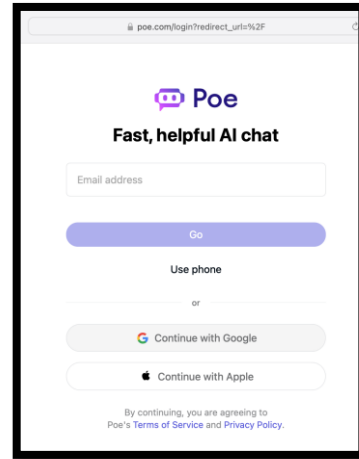 poe.com/login?redirect_url=%2F
Poe
Fast, helpful AI chat
Email address
Go
Use phone
or
Continue with Google
Continue with Apple
By continuing, you are agreeing to
Poe's Terms of Service and Privacy Policy.